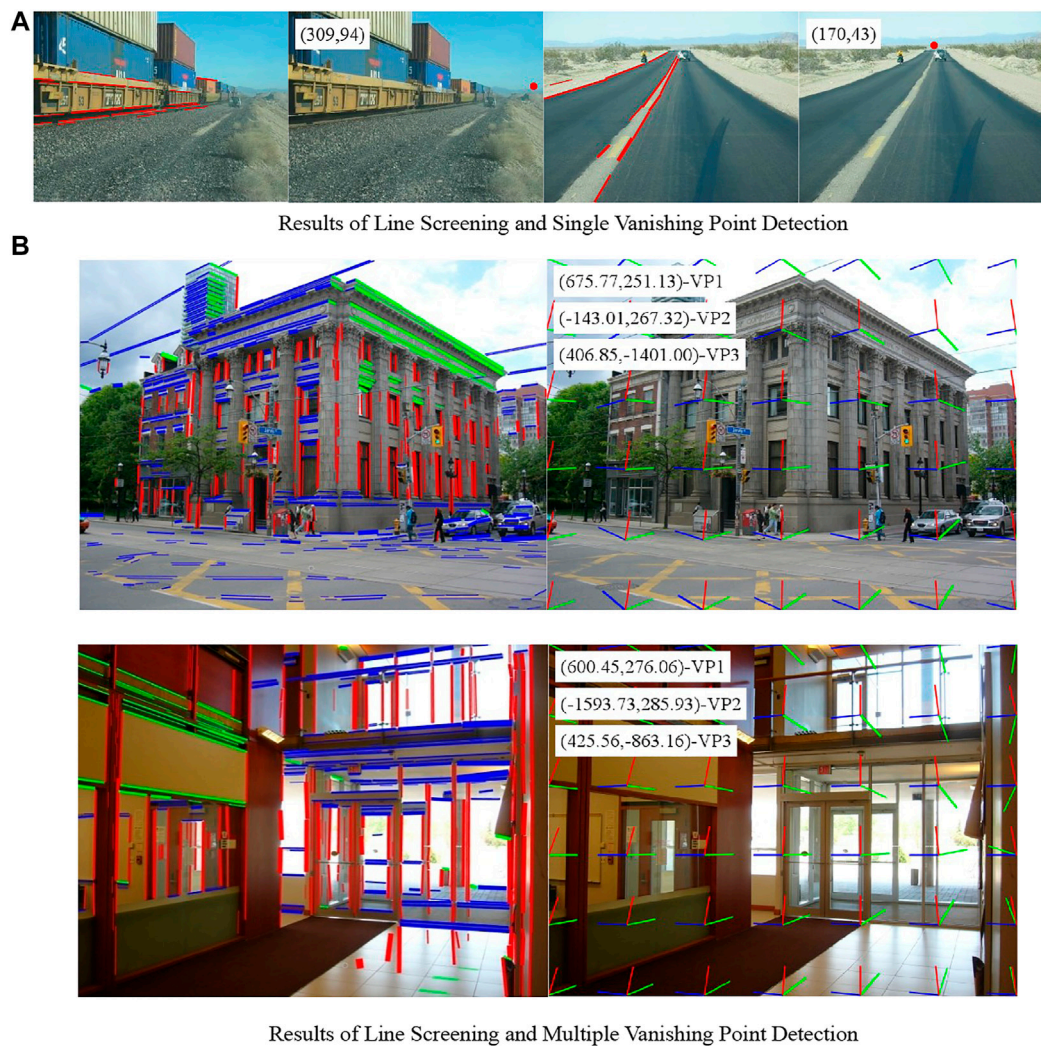 A
(309,94)
(170,43)
Results of Line Screening and Single Vanishing Point Detection
B
(675.77,251.13)-VP1
(-143.01,267.32)-VP2
(406.85,-1401.00)-VP3
(600.45,276.06)-VP1
(-1593.73,285.93)-VP2
(425.56,-863.16)-VP3
Results of Line Screening and Multiple Vanishing Point Detection